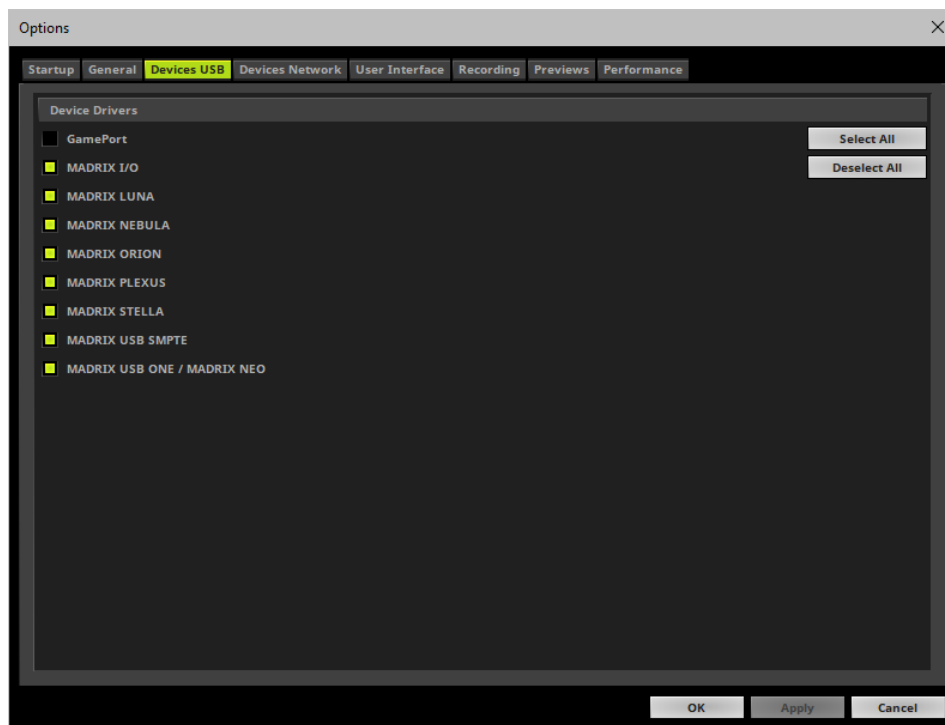 Options
Startup General Devices USB Devices Network User Interface Recording Previews Performance
Device Drivers
GamePort Select All
MADRIX I/O Deselect All
MADRIX LUNA
MADRIX NEBULA
MADRIX ORION
MADRIX PLEXUS
MADRIX STELLA
MADRIX USB SMPTE
MADRIX USB ONE / MADRIX NEO
OK Apply Cancel